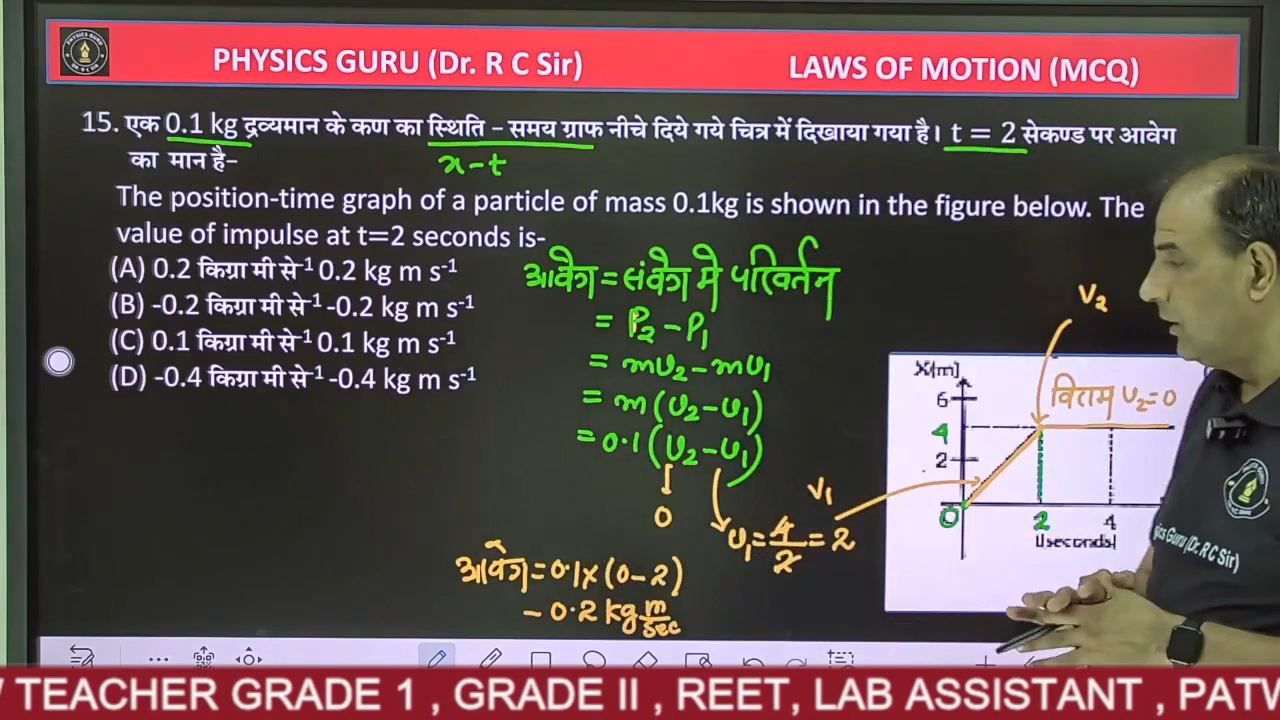 PHYSICS GURU (Dr. R C Sir)
LAWS OF MOTION (MCQ)
15. एक 0.1 kg द्रव्यमान के कण का स्थिति – समय ग्राफ नीचे दिये गये चित्र में दिखाया गया है। t = 2 सेकण्ड पर आवेग
का मान है–
x-t
The position-time graph of a particle of mass 0.1kg is shown in the figure below. The
value of impulse at t=2 seconds is-
(A) 0.2 किग्रा मी से-1 0.2 kg m s-1
(B) -0.2 किग्रा मी से-1 -0.2 kg m s-1
(C) 0.1 किग्रा मी से-1 0.1 kg m s-1
(D) -0.4 किग्रा मी से-1 -0.4 kg m s-1
आवेग = संवेग मे परिवर्तन
= P2 - P1
= mv2 - mv1
= m(v2 - v1)
= 0.1(v2 - v1)
0
v1 = 4/2 = 2
आवेग = 0.1x(0-2)
- 0.2 kg m/sec
V2
V1
X(m)
6
4
2
0
2
4
t(seconds)
विराम v2=0
Physics Guru (Dr. R C Sir)
TEACHER GRADE 1 , GRADE II , REET, LAB ASSISTANT ,